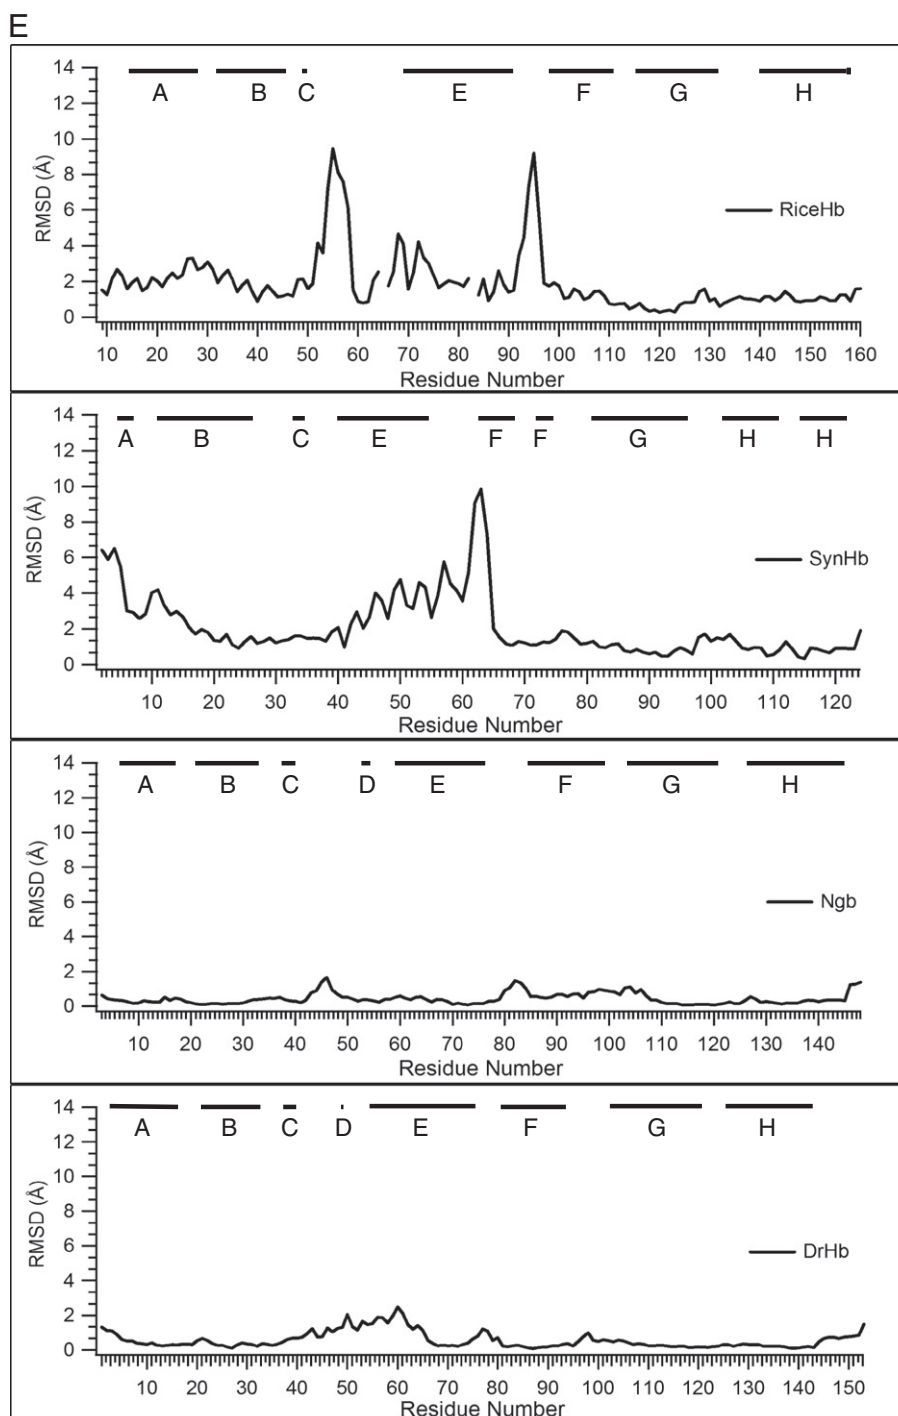 E
14
A B C E F G H
12
10
8
6
4
2
0
RMSD (Å)
RiceHb
10 20 30 40 50 60 70 80 90 100 110 120 130 140 150 160
Residue Number
14
A B C E F F G H H
12
10
8
6
4
2
0
RMSD (Å)
SynHb
10 20 30 40 50 60 70 80 90 100 110 120
Residue Number
14
A B C D E F G H
12
10
8
6
4
2
0
RMSD (Å)
Ngb
10 20 30 40 50 60 70 80 90 100 110 120 130 140
Residue Number
14
A B C D E F G H
12
10
8
6
4
2
0
RMSD (Å)
DrHb
10 20 30 40 50 60 70 80 90 100 110 120 130 140 150
Residue Number